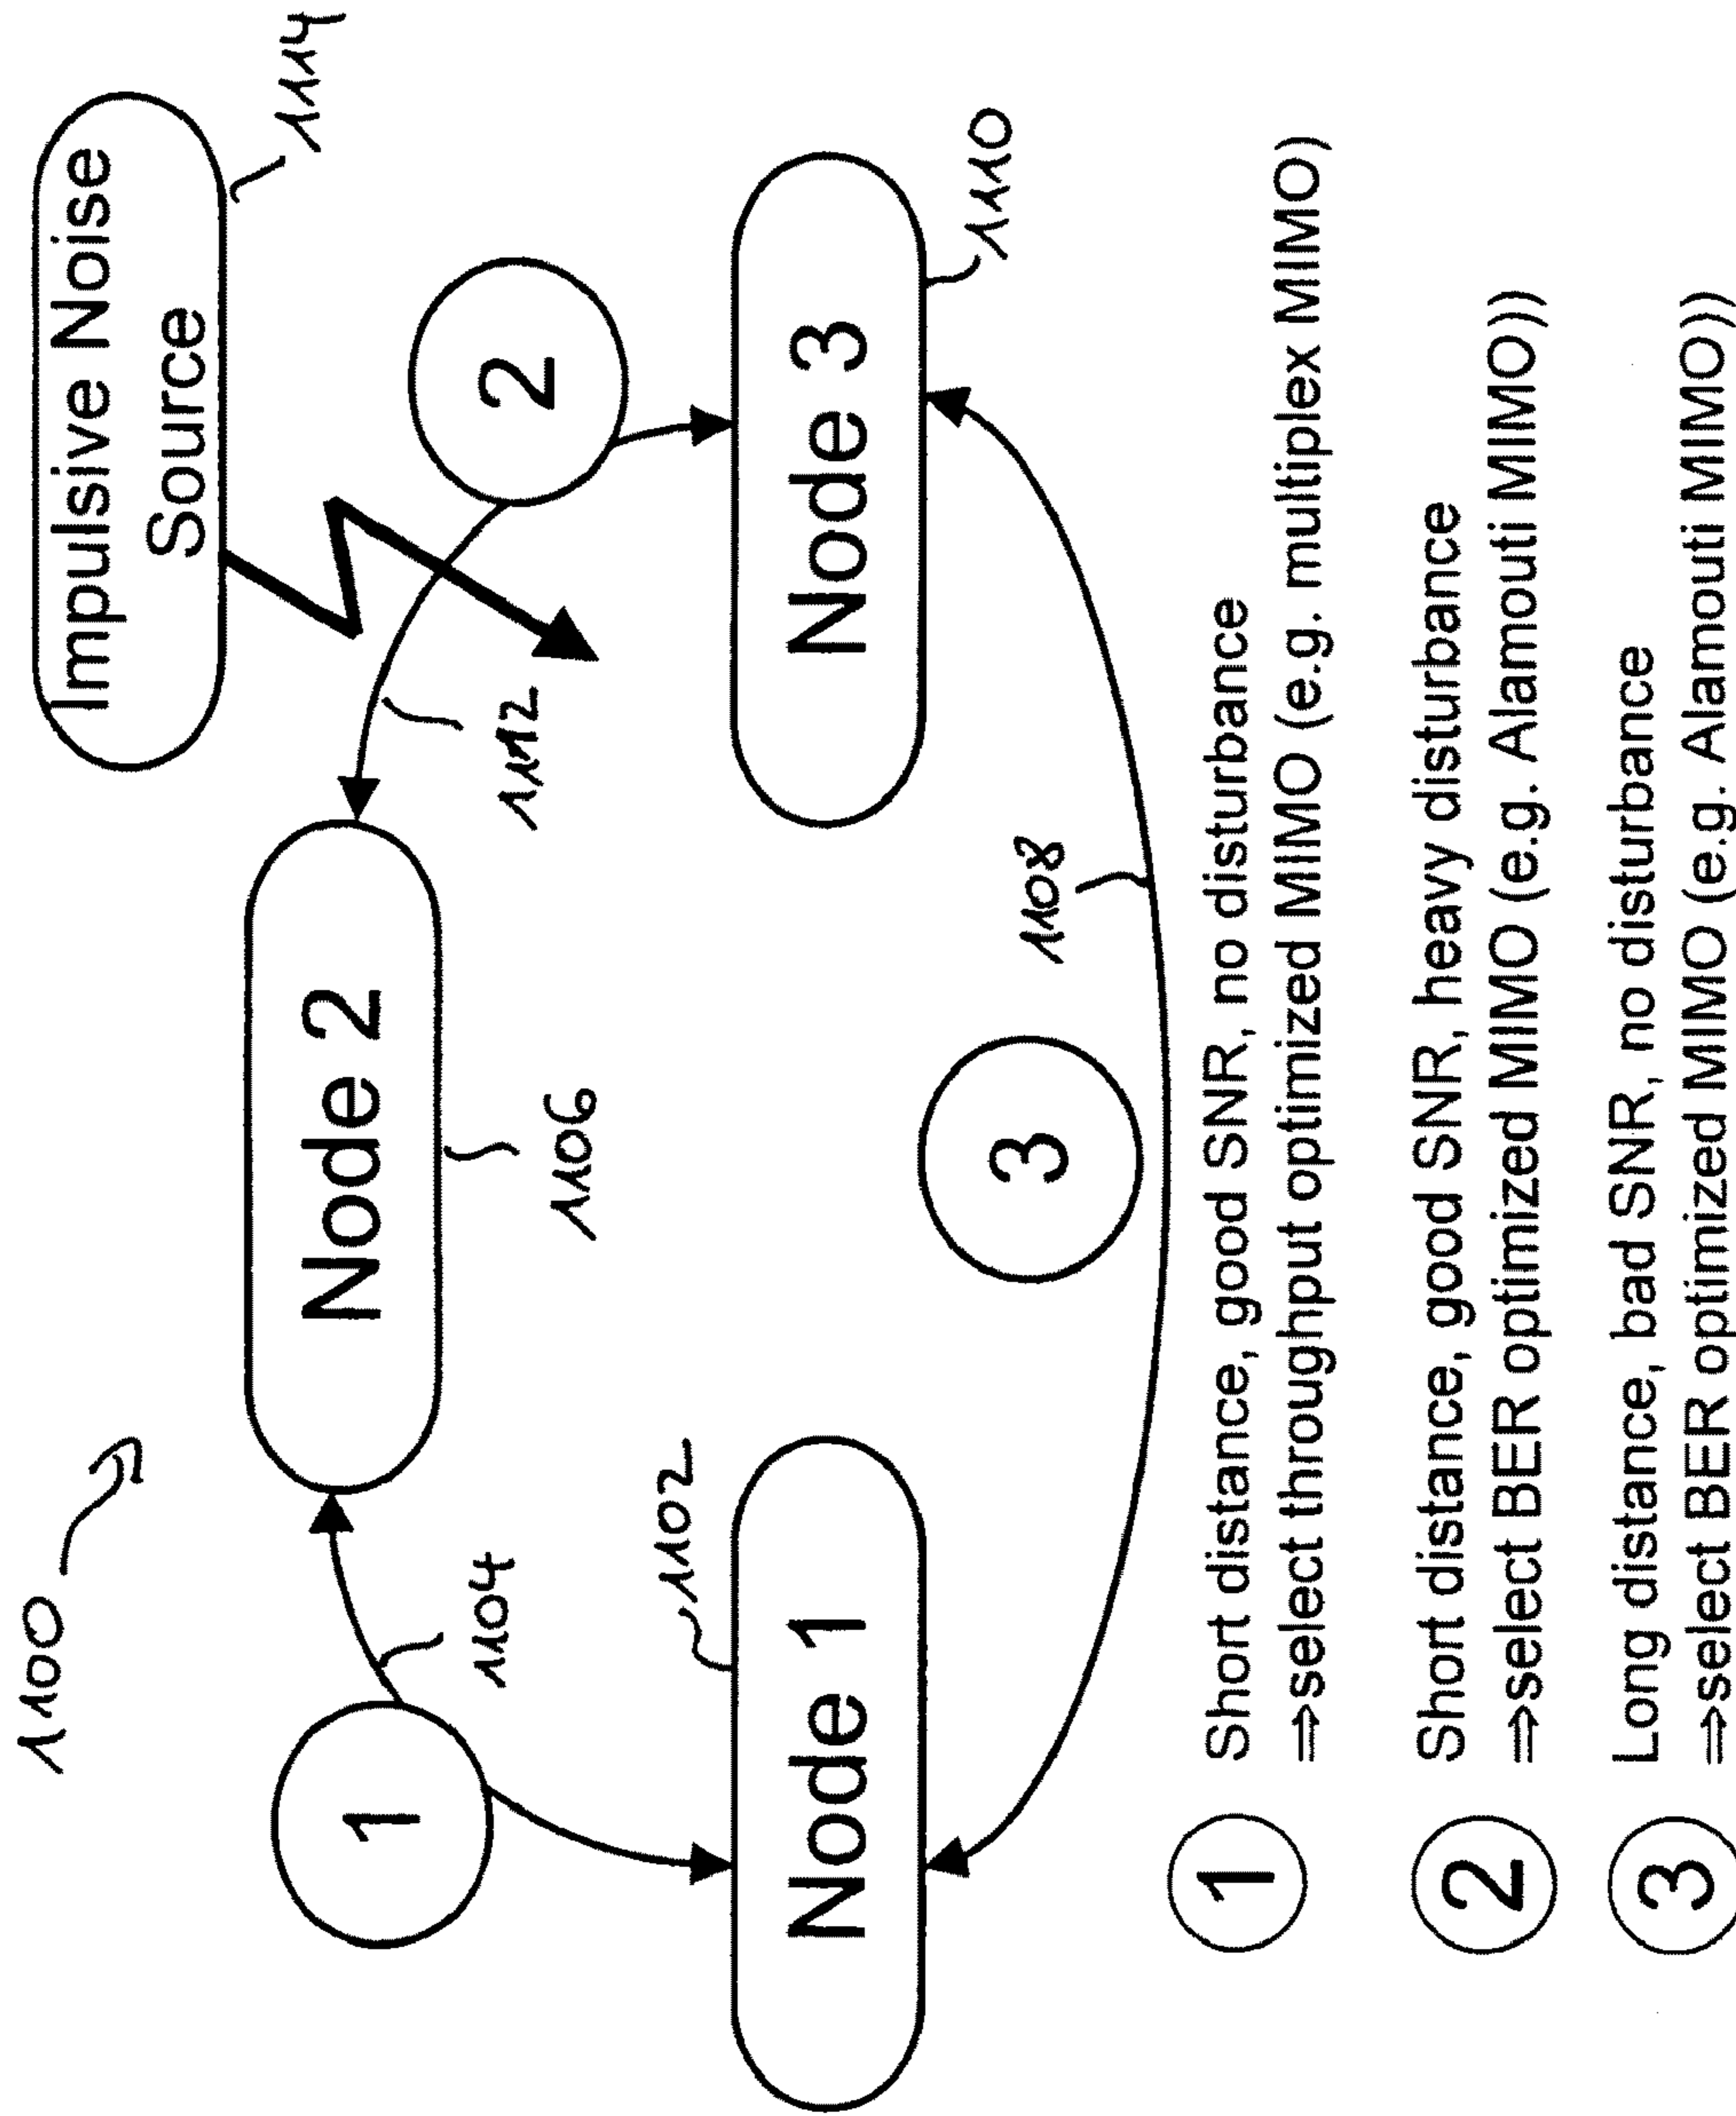 1100
Impulsive Noise
Source
1114
Node 2
1106
1
1104
1112
2
1102
Node 1
Node 3
1110
3
1108
1 Short distance, good SNR, no disturbance
⇒select throughput optimized MIMO (e.g. multiplex MIMO)
2 Short distance, good SNR, heavy disturbance
⇒select BER optimized MIMO (e.g. Alamouti MIMO))
3 Long distance, bad SNR, no disturbance
⇒select BER optimized MIMO (e.g. Alamouti MIMO))